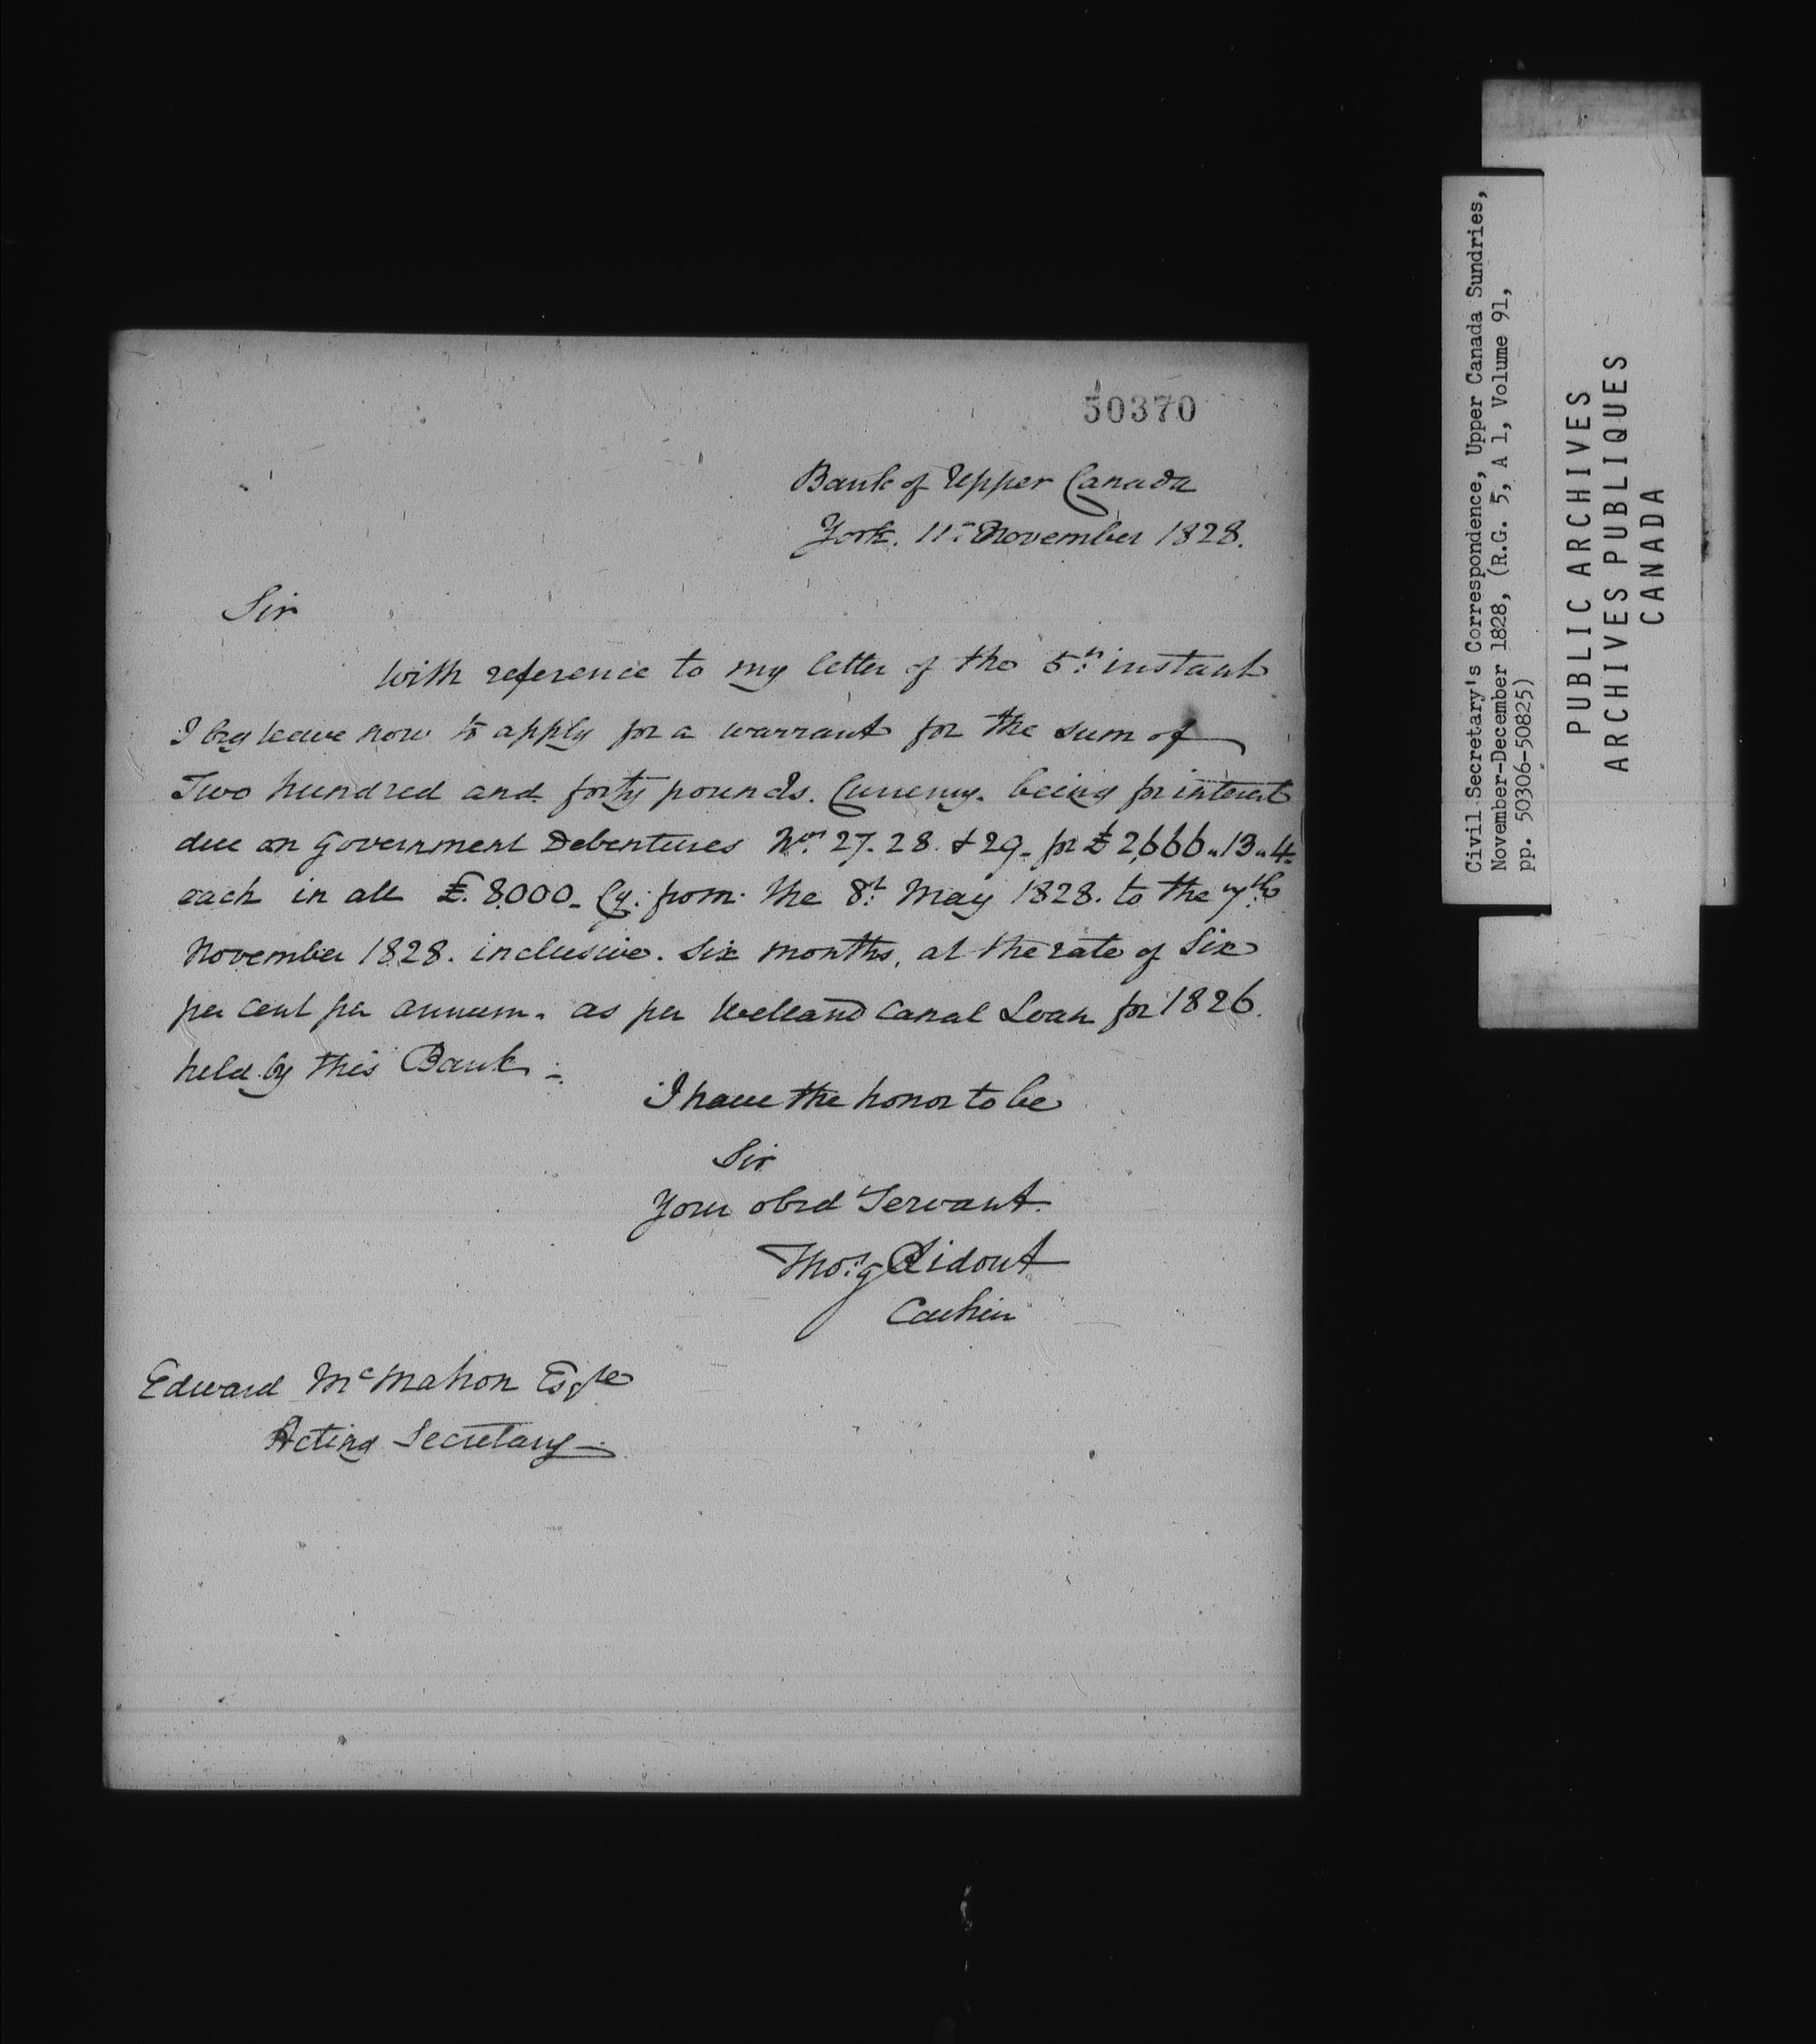 50370
Bank of Upper Canada
York. 11th November 1828.
Sir
With reference to my letter of the 5th instant
I beg leave now to apply for a warrant for the sum of
Two hundred and forty pounds. Currency. being for interest
due on Government Debentures Nos 27. 28. & 29. for £2,666..13..4.
each in all £.8000. Cy. from the 8th May 1828. to the 7th
November 1828. inclusive. Six months, at the rate of Six
per cent per annum. as per Welland Canal Loan for 1826.
held by this Bank.
I have the honor to be
Sir
Your obed Servant.
Thos. G Ridout
Cashier
Edward McMahon Esqre
Acting Secretary
Civil Secretary's Correspondence, Upper Canada Sundries,
November-December 1828, (R.G. 5, A 1, Volume 91,
pp. 50306-50825)
PUBLIC ARCHIVES
ARCHIVES PUBLIQUES
CANADA